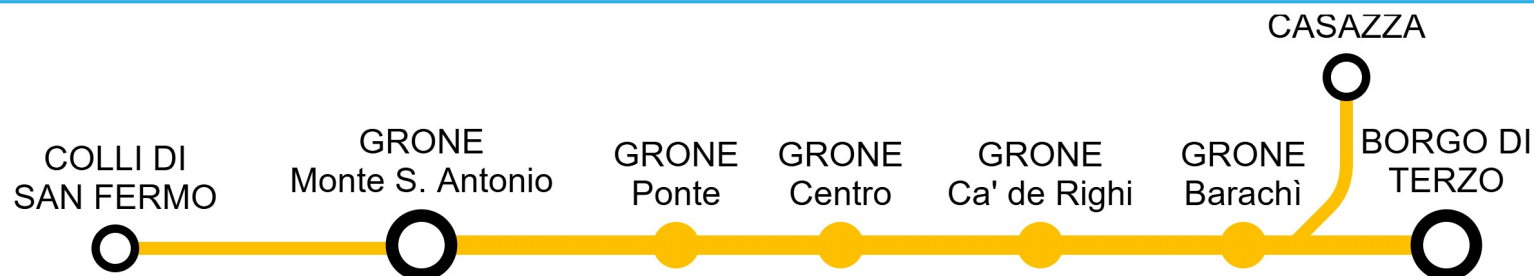 CASAZZA
COLLI DI
SAN FERMO
GRONE
Monte S. Antonio
GRONE
Ponte
GRONE
Centro
GRONE
Ca' de Righi
GRONE
Barachì
BORGO DI
TERZO